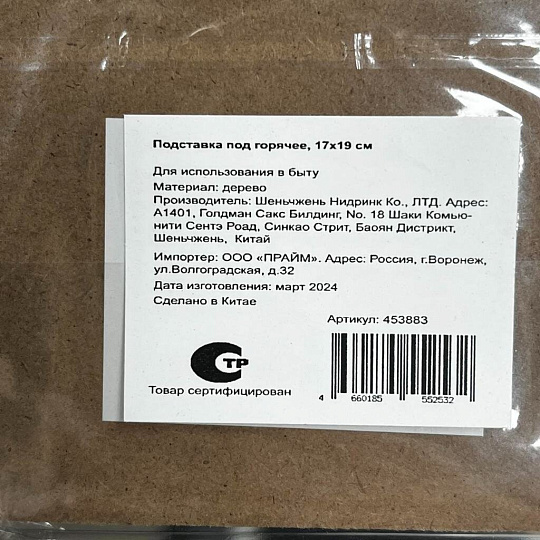 Подставка под горячее, 17х19 см
Для использования в быту
Материал: дерево
Производитель: Шеньчжень Нидринк Ко., ЛТД. Адрес:
А1401, Голдман Сакс Билдинг, No. 18 Шаки Комью-
нити Сентэ Роад, Синкао Стрит, Баоян Дистрикт,
Шеньчжень, Китай
Импортер: ООО «ПРАЙМ». Адрес: Россия, г.Воронеж,
ул.Волгоградская, д.32
Дата изготовления: март 2024
Сделано в Китае
Артикул: 453883
СТР
Товар сертифицирован
4 660185 552532